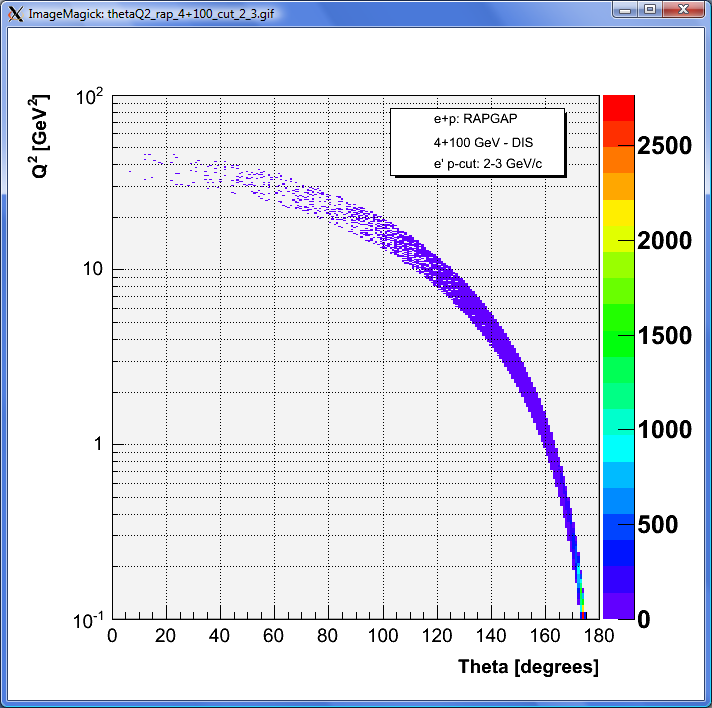 ImageMagick: thetaQ2_rap_4+100_cut_2_3.gif
Q² [GeV²]
10²
10
1
10⁻¹
e+p: RAPGAP
4+100 GeV - DIS
e' p-cut: 2-3 GeV/c
2500
2000
1500
1000
500
0
0 20 40 60 80 100 120 140 160 180
Theta [degrees]